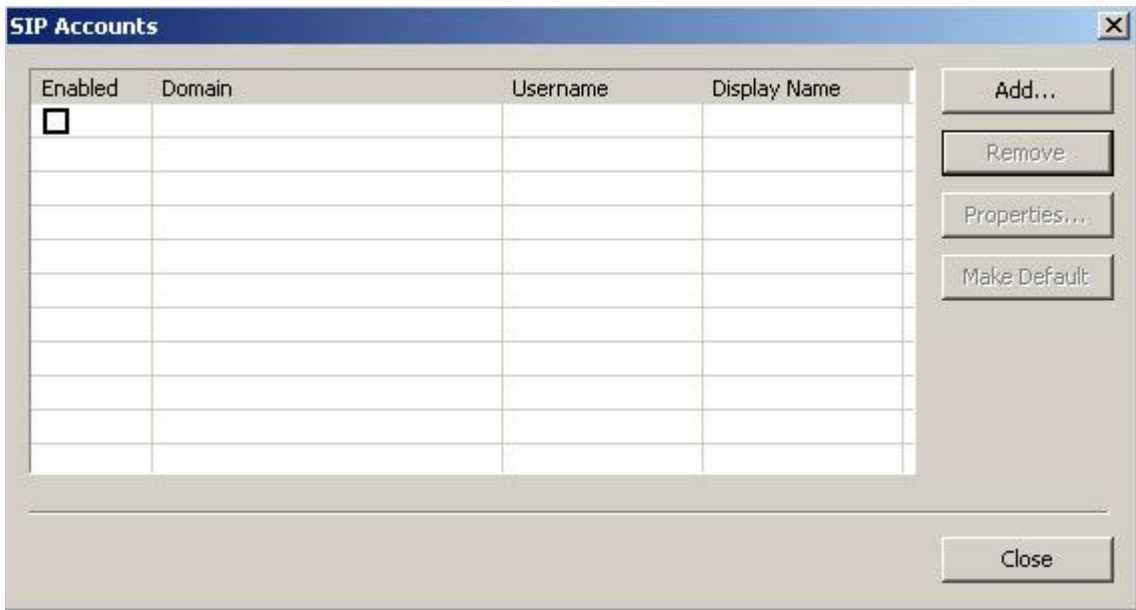 SIP Accounts
Enabled Domain Username Display Name
Add...
Remove
Properties...
Make Default
Close